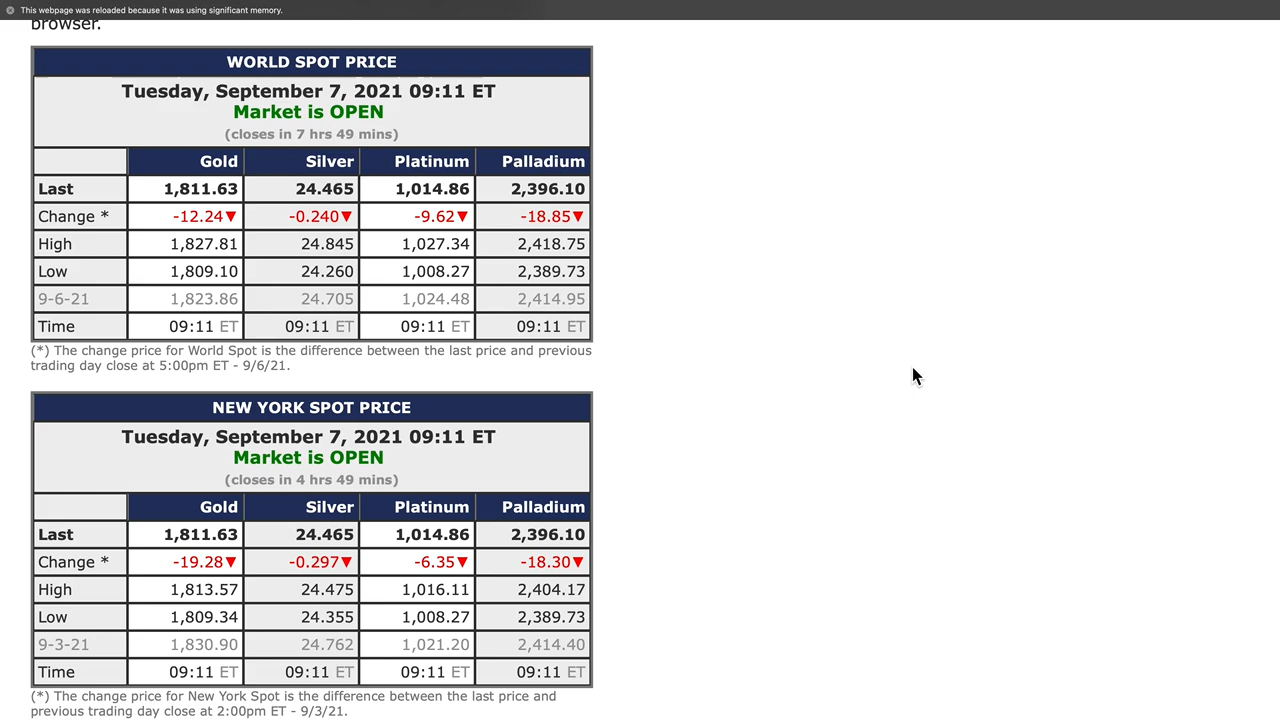 This webpage was reloaded because it was using significant memory.
browser.
WORLD SPOT PRICE
Tuesday, September 7, 2021 09:11 ET
Market is OPEN
(closes in 7 hrs 49 mins)
Gold Silver Platinum Palladium
Last 1,811.63 24.465 1,014.86 2,396.10
Change * -12.24▼ -0.240▼ -9.62▼ -18.85▼
High 1,827.81 24.845 1,027.34 2,418.75
Low 1,809.10 24.260 1,008.27 2,389.73
9-6-21 1,823.86 24.705 1,024.48 2,414.95
Time 09:11 ET 09:11 ET 09:11 ET 09:11 ET
(*) The change price for World Spot is the difference between the last price and previous
trading day close at 5:00pm ET - 9/6/21.
NEW YORK SPOT PRICE
Tuesday, September 7, 2021 09:11 ET
Market is OPEN
(closes in 4 hrs 49 mins)
Gold Silver Platinum Palladium
Last 1,811.63 24.465 1,014.86 2,396.10
Change * -19.28▼ -0.297▼ -6.35▼ -18.30▼
High 1,813.57 24.475 1,016.11 2,404.17
Low 1,809.34 24.355 1,008.27 2,389.73
9-3-21 1,830.90 24.762 1,021.20 2,414.40
Time 09:11 ET 09:11 ET 09:11 ET 09:11 ET
(*) The change price for New York Spot is the difference between the last price and
previous trading day close at 2:00pm ET - 9/3/21.